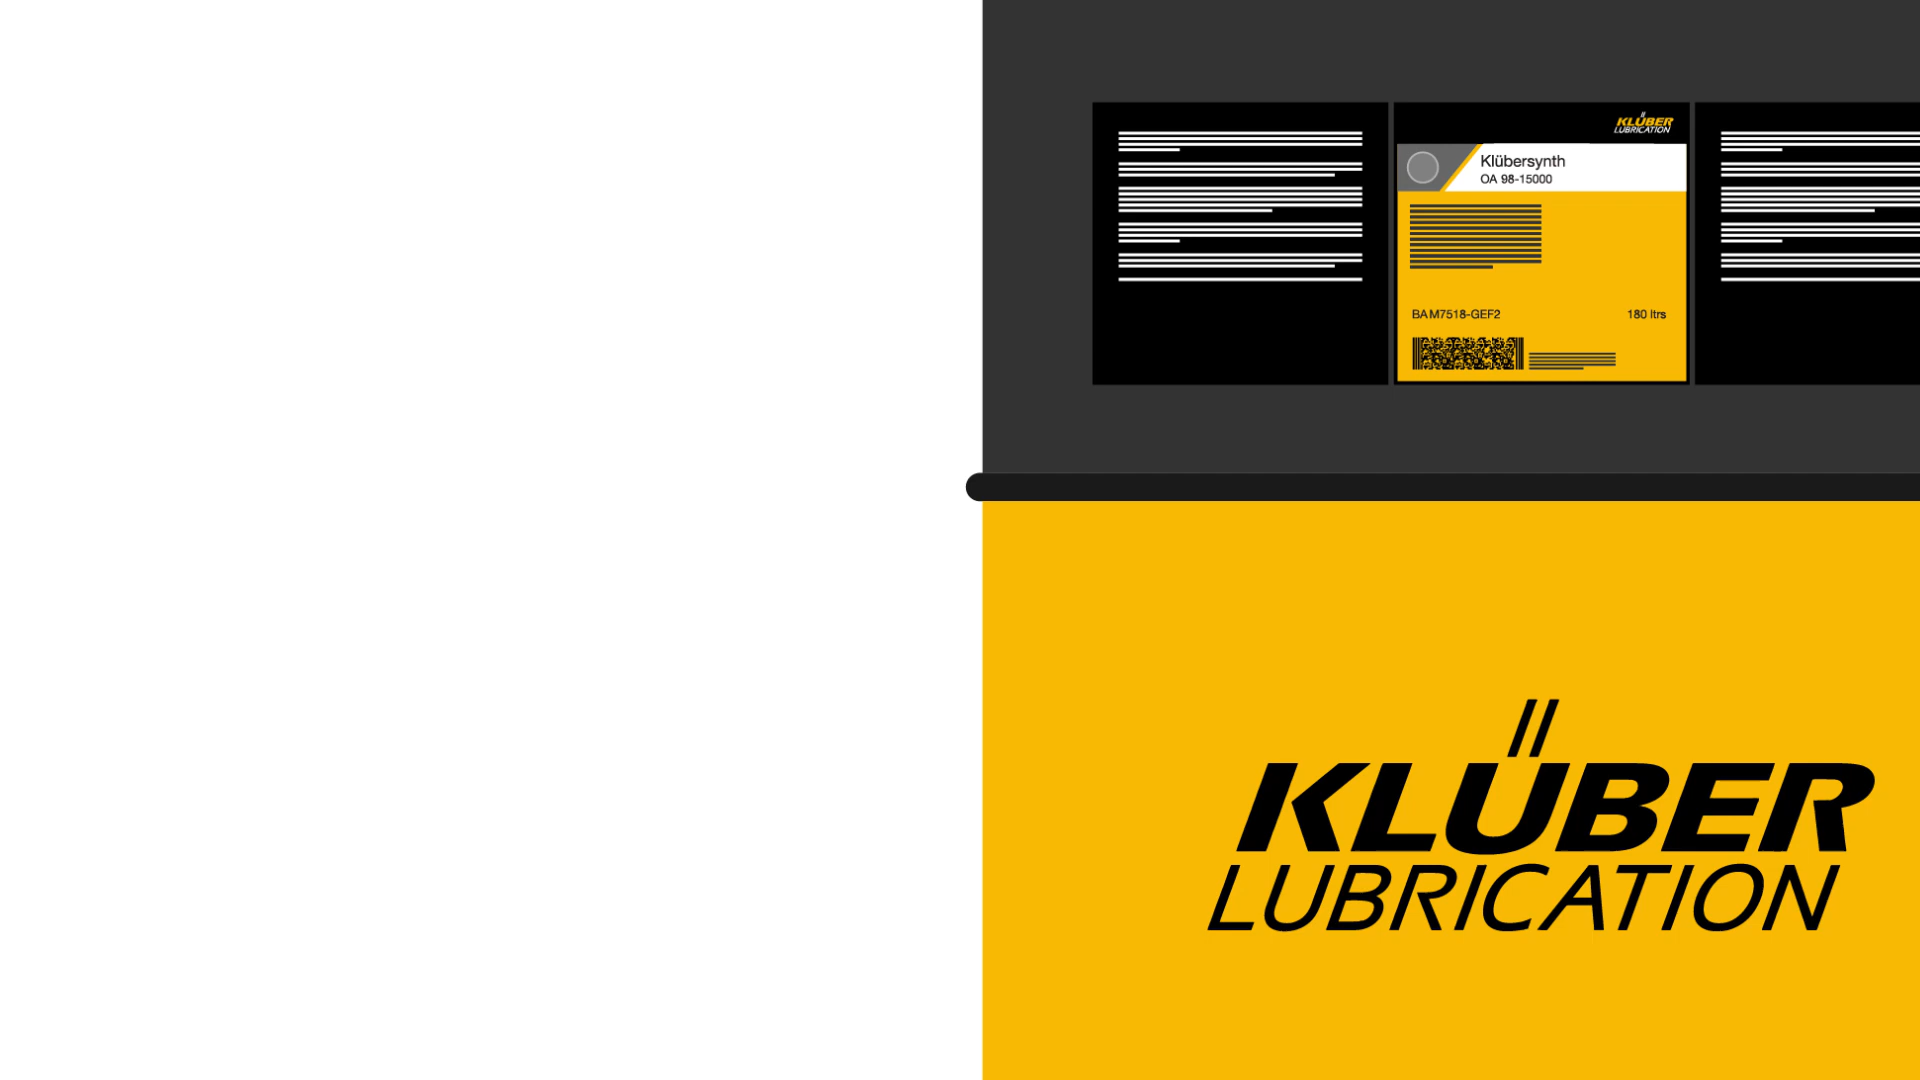 KLÜBER
LUBRICATION
Klübersynth
OA 98-15000
BAM7518-GEF2
180 ltrs
KLÜBER
LUBRICATION